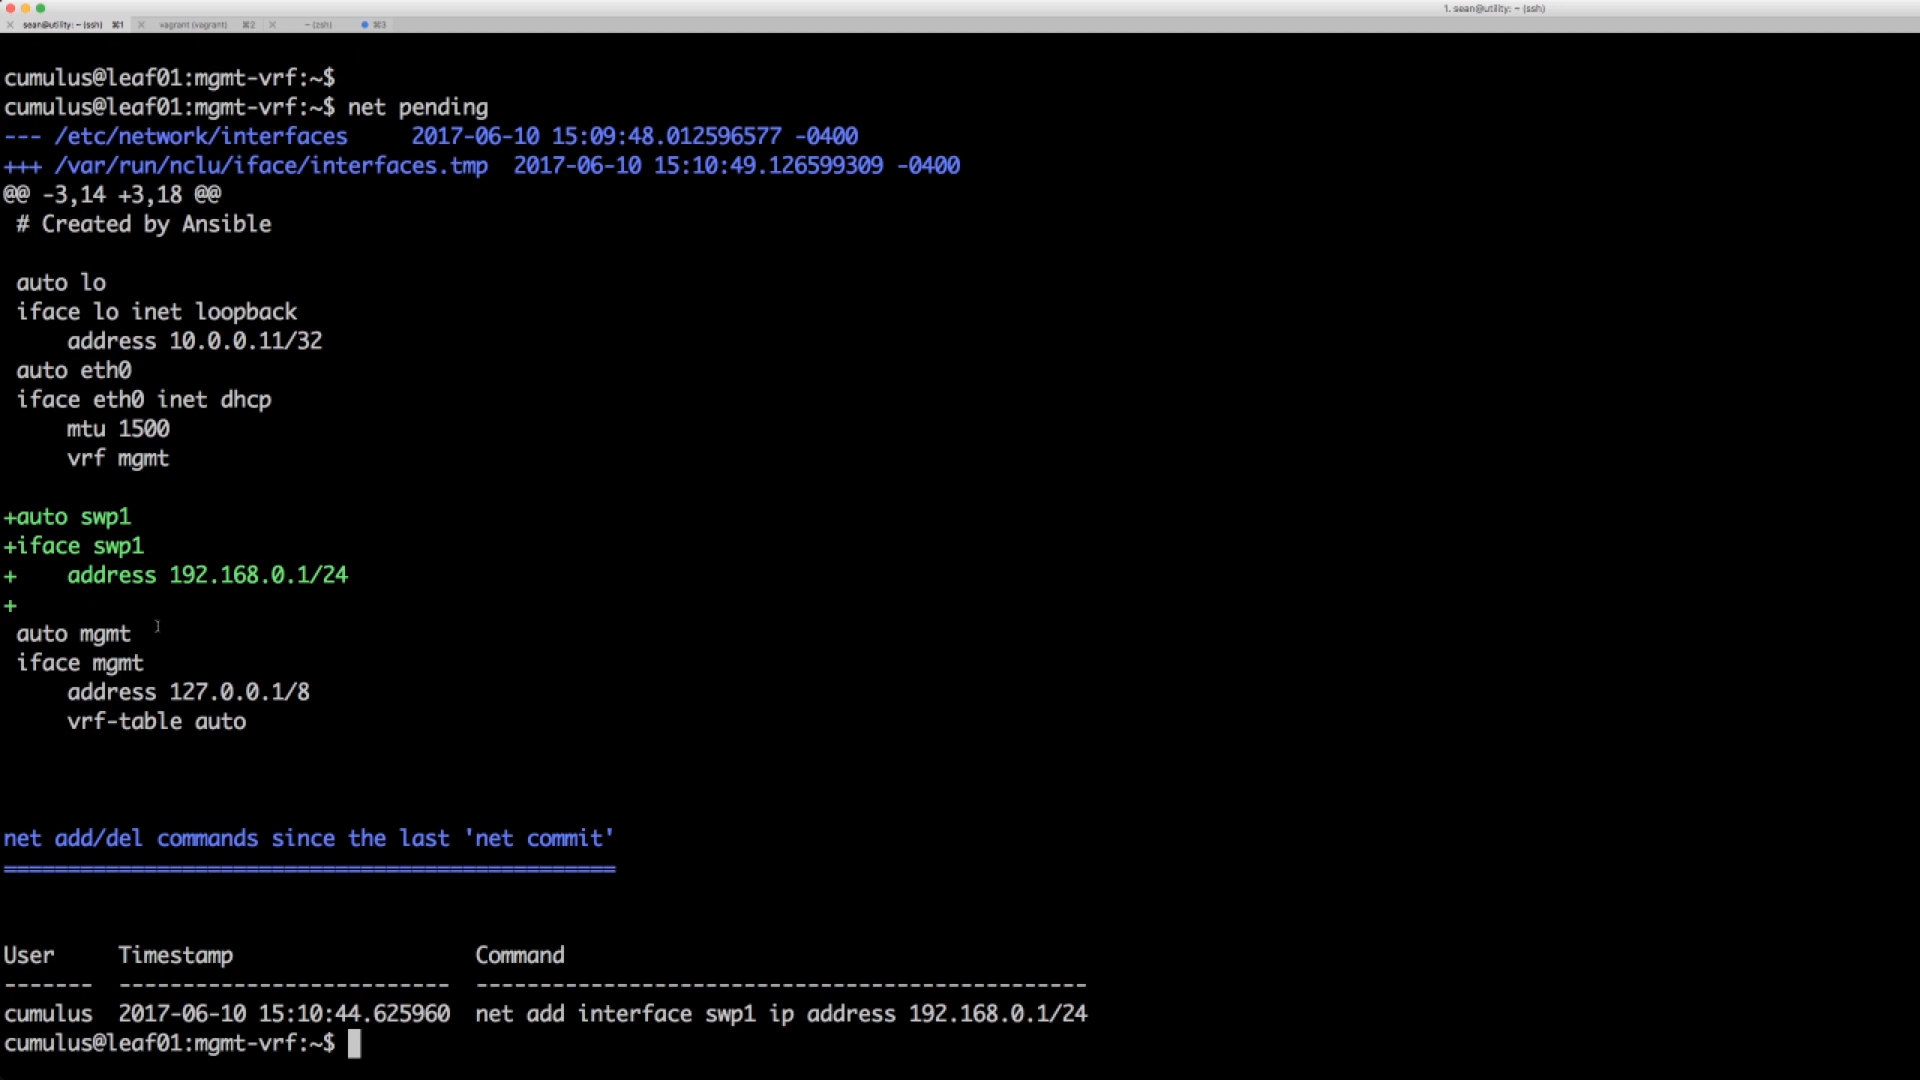 1. sean@utility: ~ (ssh)
sean@utility: ~ (ssh) ⌘1 vagrant (vagrant) ⌘2 ~ (zsh) ⌘3
cumulus@leaf01:mgmt-vrf:~$
cumulus@leaf01:mgmt-vrf:~$ net pending
--- /etc/network/interfaces     2017-06-10 15:09:48.012596577 -0400
+++ /var/run/nclu/iface/interfaces.tmp  2017-06-10 15:10:49.126599309 -0400
@@ -3,14 +3,18 @@
 # Created by Ansible
 auto lo
 iface lo inet loopback
     address 10.0.0.11/32
 auto eth0
 iface eth0 inet dhcp
     mtu 1500
     vrf mgmt
+auto swp1
+iface swp1
+    address 192.168.0.1/24
+
 auto mgmt
 iface mgmt
     address 127.0.0.1/8
     vrf-table auto
net add/del commands since the last 'net commit'
================================================
User     Timestamp                   Command
-------  --------------------------  ------------------------------------------------
cumulus  2017-06-10 15:10:44.625960  net add interface swp1 ip address 192.168.0.1/24
cumulus@leaf01:mgmt-vrf:~$